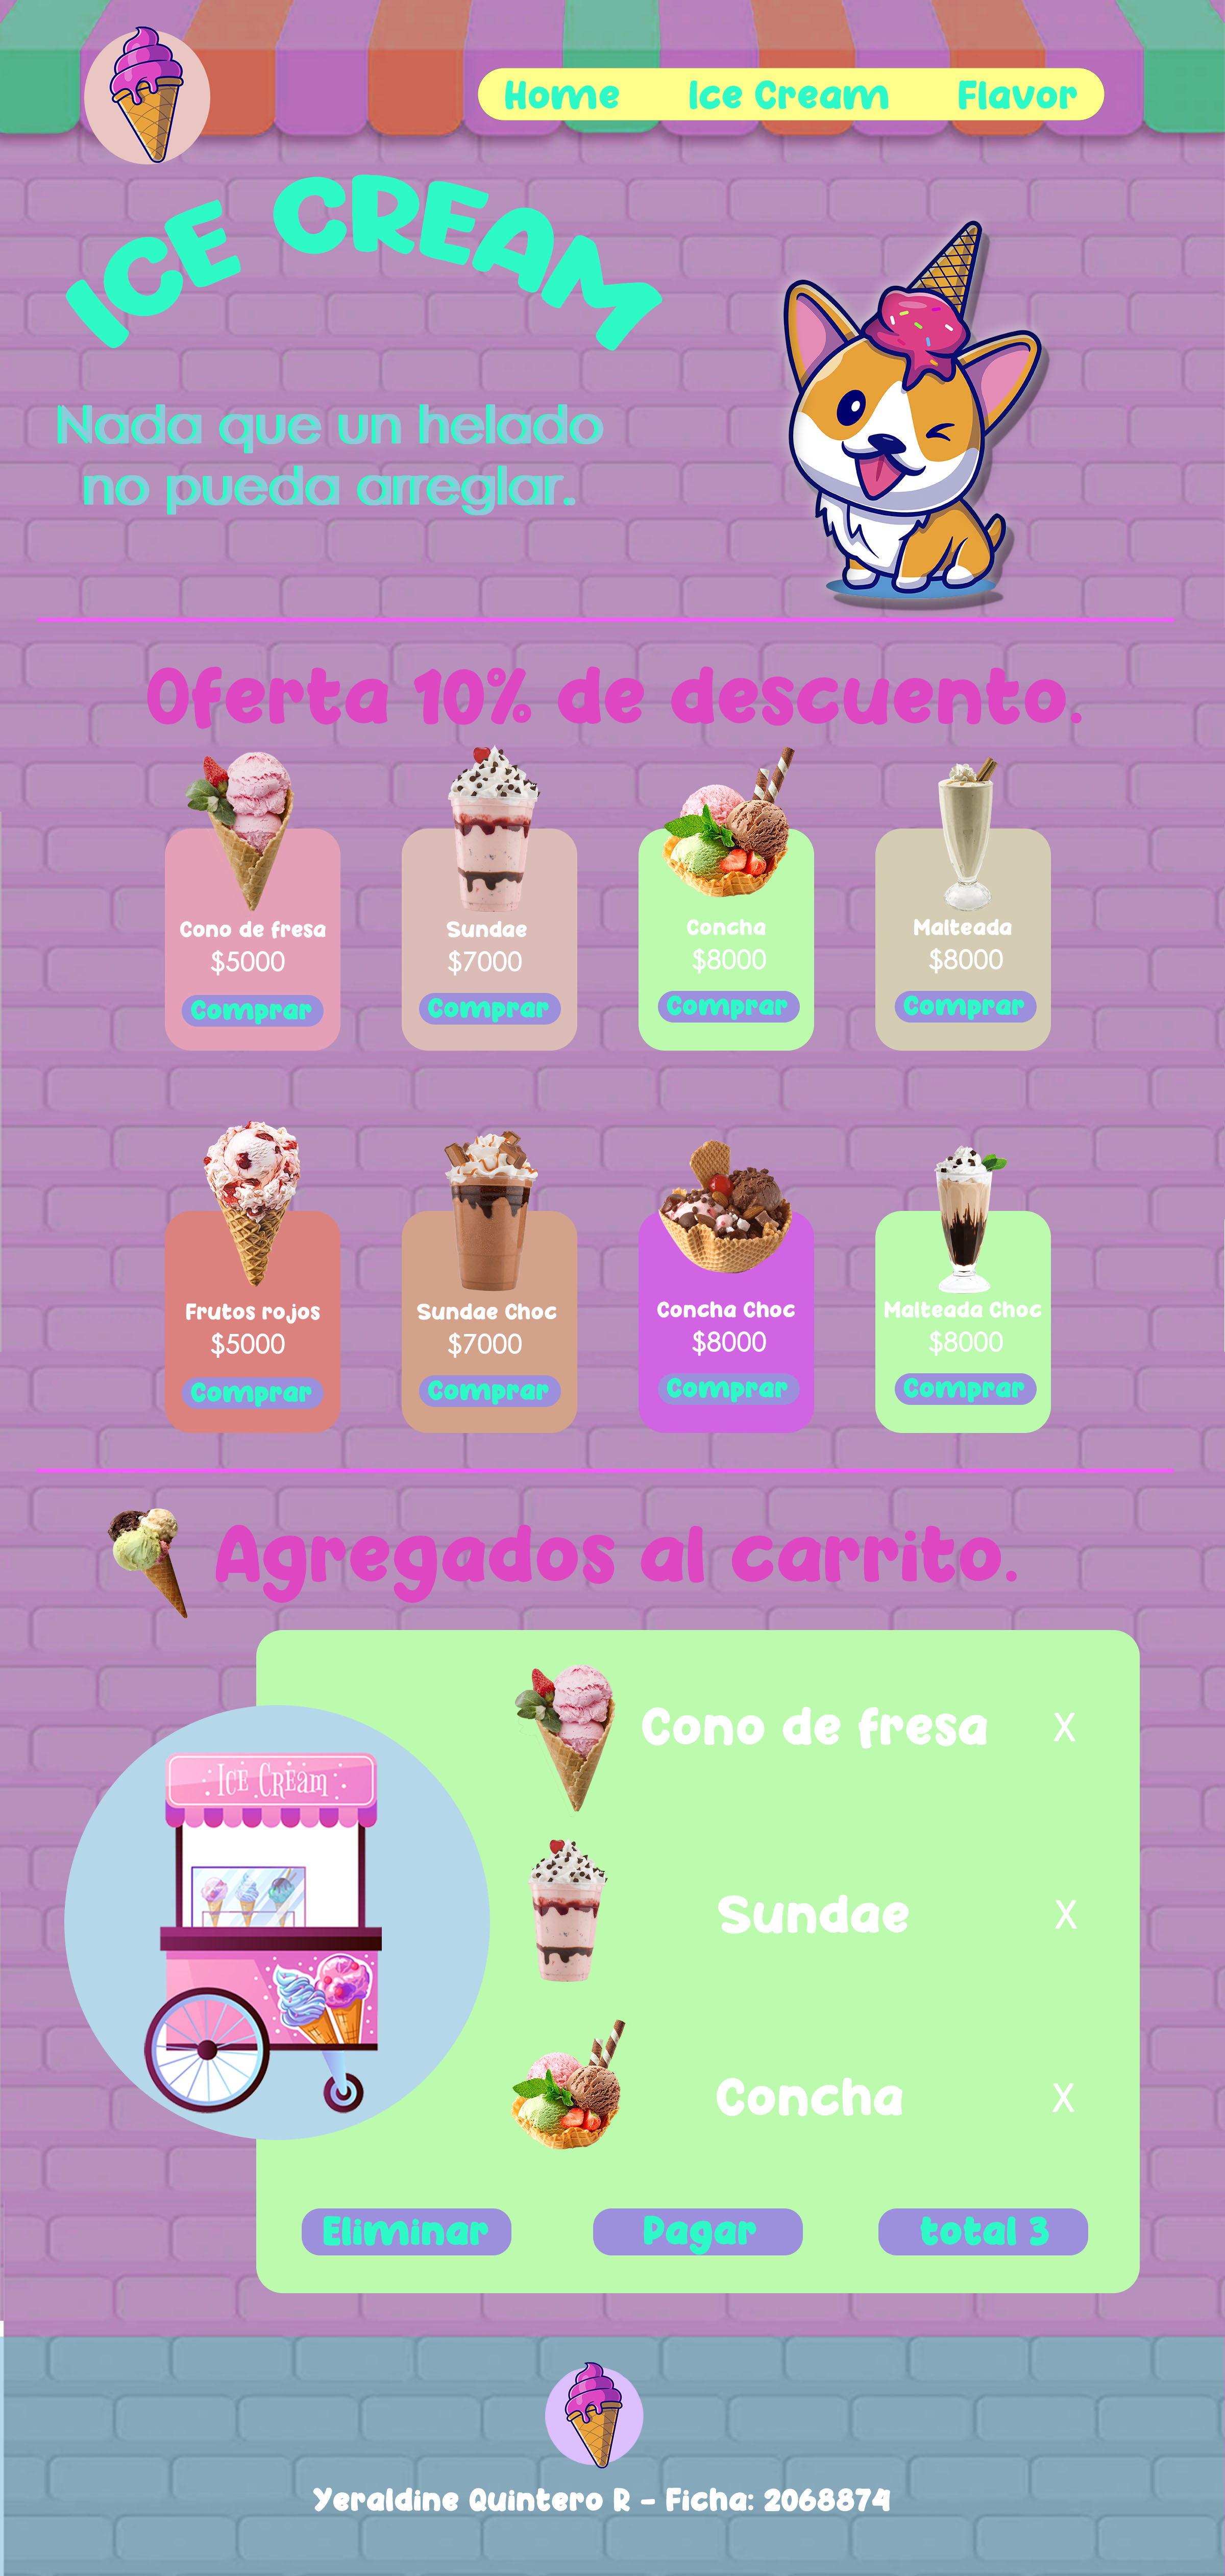 Home Ice Cream Flavor
ICE CREAM
Nada que un helado
no pueda arreglar.
Oferta 10% de descuento.
Cono de fresa
$5000
Comprar
Sundae
$7000
Comprar
Concha
$8000
Comprar
Malteada
$8000
Comprar
Frutos rojos
$5000
Comprar
Sundae Choc
$7000
Comprar
Concha Choc
$8000
Comprar
Malteada Choc
$8000
Comprar
Agregados al carrito.
ICE CREAM
Cono de fresa X
Sundae X
Concha X
Eliminar Pagar total 3
Yeraldine Quintero R - Ficha: 2068874